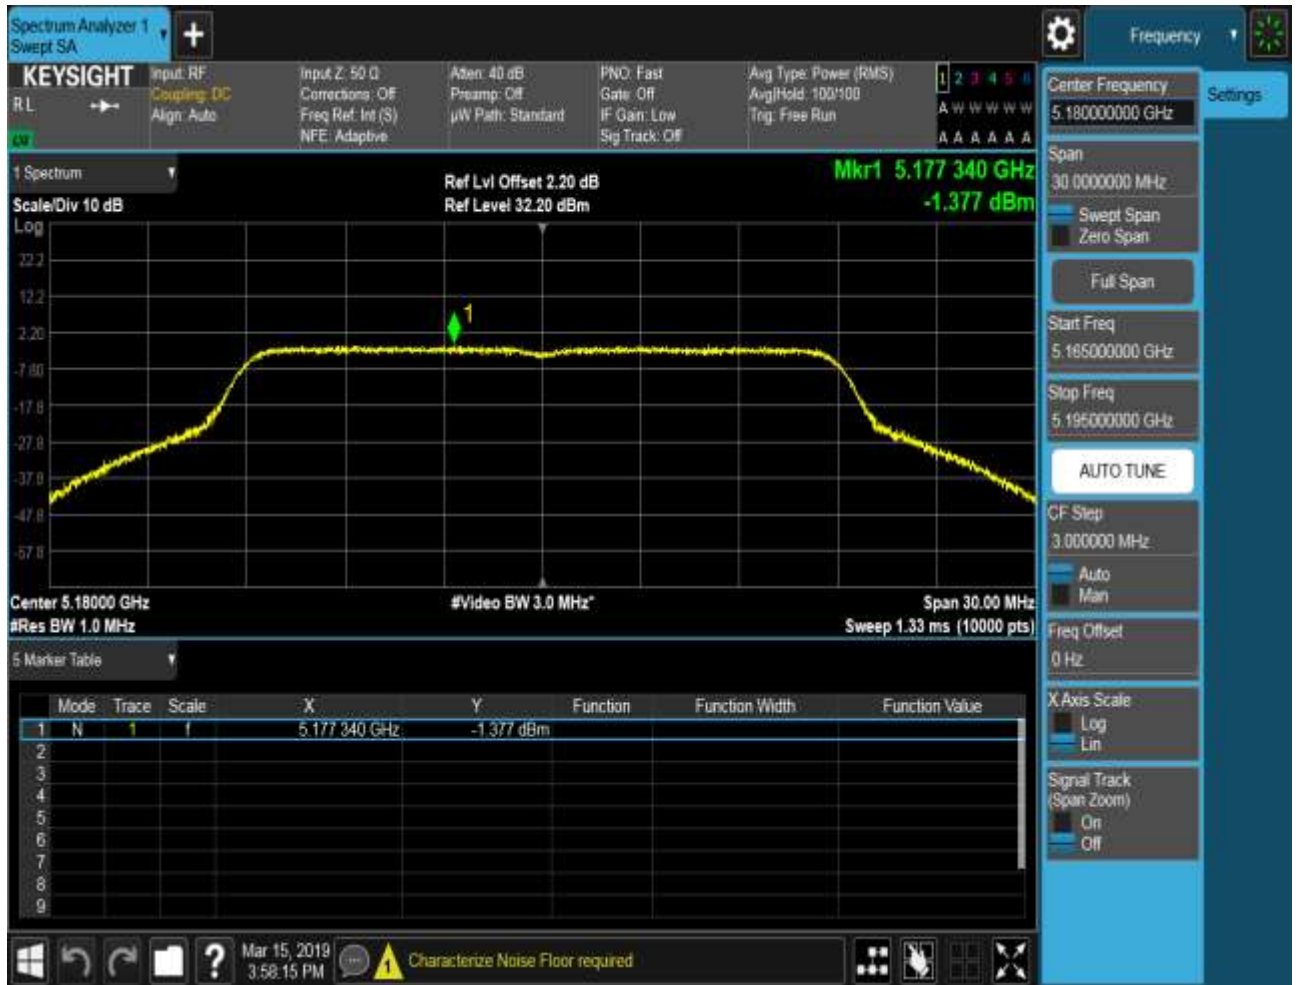 Spectrum Analyzer 1
Swept SA
+
Frequency
KEYSIGHT
RL
Input: RF
Coupling: DC
Align: Auto
Input Z: 50 Ω
Corrections: Off
Freq Ref: Int (S)
NFE: Adaptive
Atten: 40 dB
Preamp: Off
µW Path: Standard
PNO: Fast
Gate: Off
IF Gain: Low
Sig Track: Off
Avg Type: Power (RMS)
Avg|Hold: 100/100
Trig: Free Run
1 2 3 4 5 6
A W W W W W
A A A A A A
1 Spectrum
Scale/Div 10 dB
Ref Lvl Offset 2.20 dB
Ref Level 32.20 dBm
Mkr1 5.177 340 GHz
-1.377 dBm
Log
22.2
12.2
2.20
-7.80
-17.8
-27.8
-37.8
-47.8
-57.8
1
Center 5.18000 GHz
#Res BW 1.0 MHz
#Video BW 3.0 MHz*
Span 30.00 MHz
Sweep 1.33 ms (10000 pts)
5 Marker Table
Mode Trace Scale X Y Function Function Width Function Value
1 N 1 f 5.177 340 GHz -1.377 dBm
2
3
4
5
6
7
8
9
Center Frequency
5.180000000 GHz
Settings
Span
30.0000000 MHz
Swept Span
Zero Span
Full Span
Start Freq
5.165000000 GHz
Stop Freq
5.195000000 GHz
AUTO TUNE
CF Step
3.000000 MHz
Auto
Man
Freq Offset
0 Hz
X Axis Scale
Log
Lin
Signal Track
(Span Zoom)
On
Off
?
Mar 15, 2019
3:58:15 PM
1
Characterize Noise Floor required